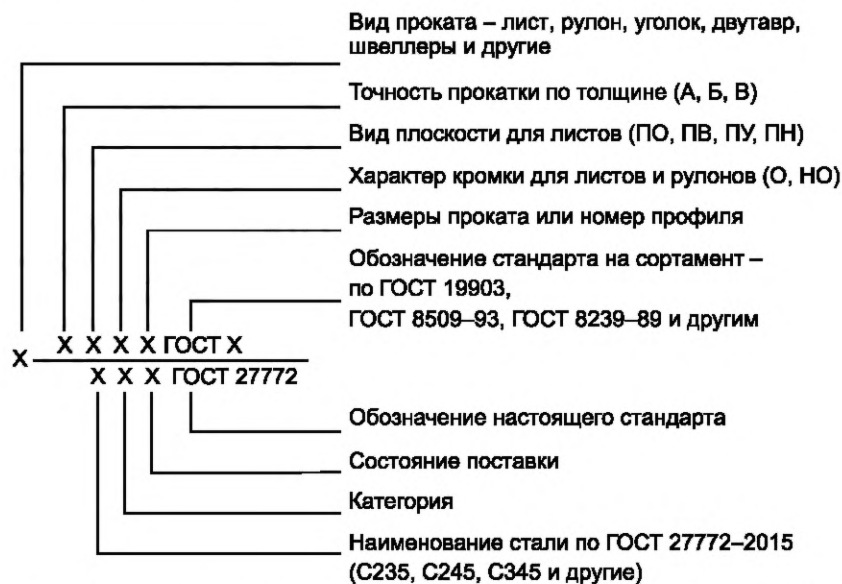 Вид проката – лист, рулон, уголок, двутавр,
швеллеры и другие
Точность прокатки по толщине (А, Б, В)
Вид плоскости для листов (ПО, ПВ, ПУ, ПН)
Характер кромки для листов и рулонов (О, НО)
Размеры проката или номер профиля
Обозначение стандарта на сортамент –
по ГОСТ 19903,
ГОСТ 8509–93, ГОСТ 8239–89 и другим
Х Х Х Х ГОСТ Х
Х
Х Х Х ГОСТ 27772
Обозначение настоящего стандарта
Состояние поставки
Категория
Наименование стали по ГОСТ 27772–2015
(С235, С245, С345 и другие)